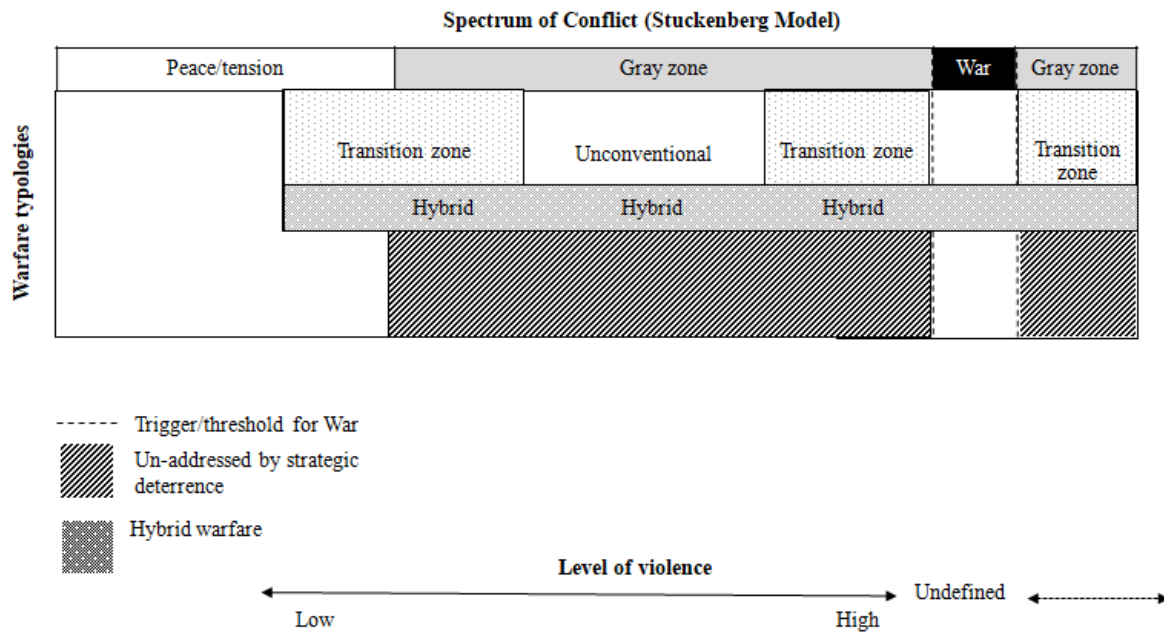 Spectrum of Conflict (Stuckenberg Model)
Peace/tension
Gray zone
War
Gray zone
Warfare typologies
Transition zone
Unconventional
Transition zone
Transition
zone
Hybrid
Hybrid
Hybrid
Trigger/threshold for War
Un-addressed by strategic
deterrence
Hybrid warfare
Level of violence
Undefined
Low
High